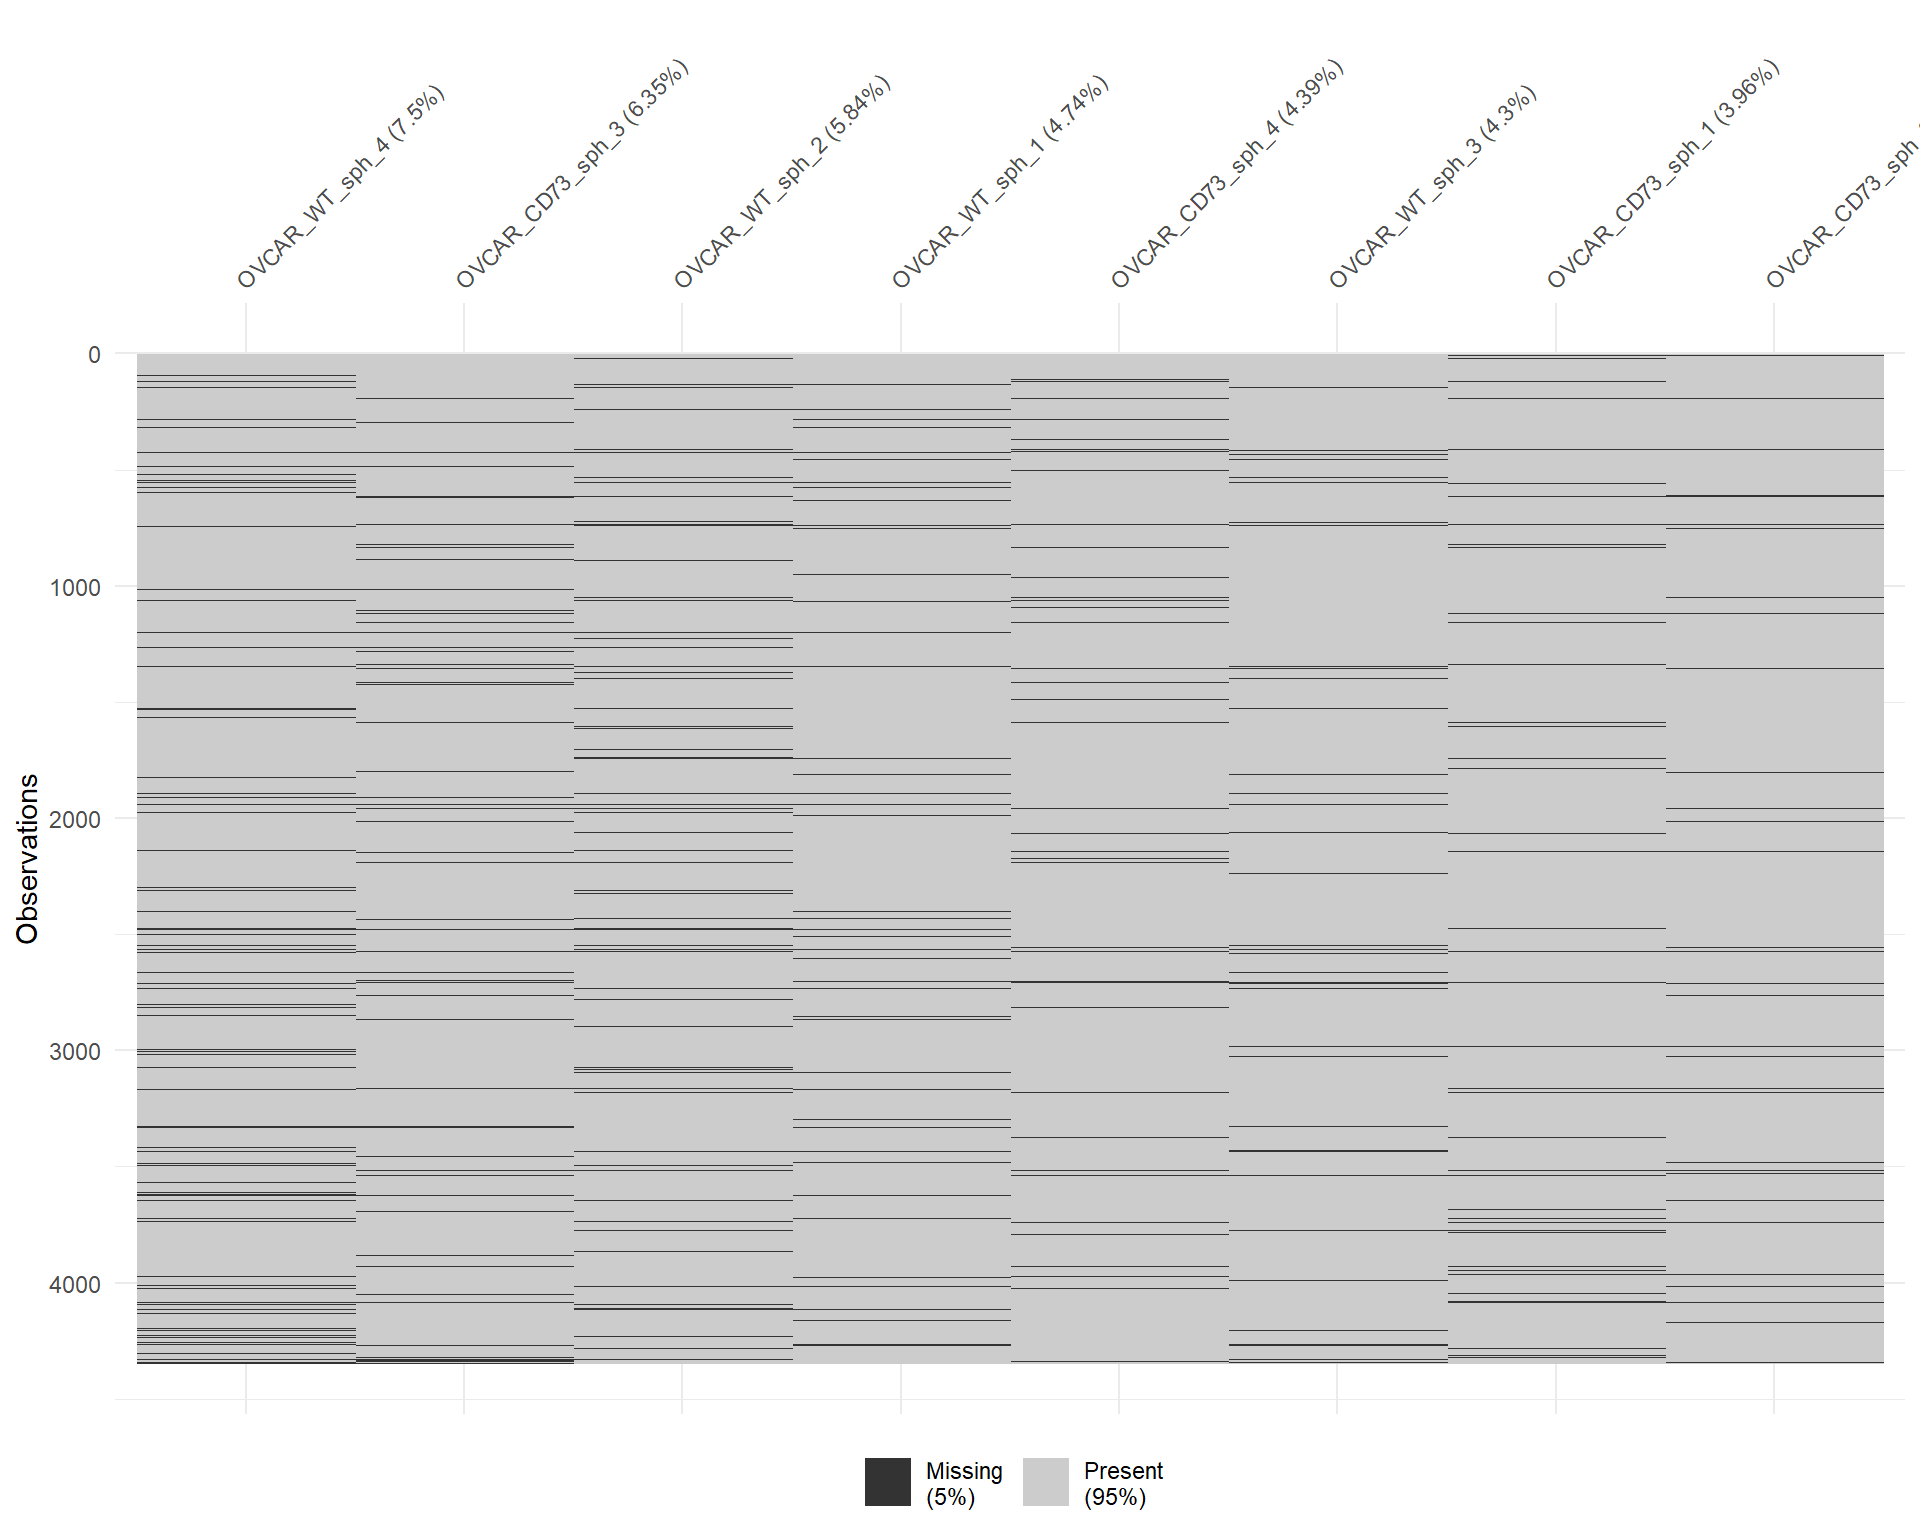 OVCAR_WT_sph_4 (7.5%)
OVCAR_CD73_sph_3 (6.35%)
OVCAR_WT_sph_2 (5.84%)
OVCAR_WT_sph_1 (4.74%)
OVCAR_CD73_sph_4 (4.39%)
OVCAR_WT_sph_3 (4.3%)
OVCAR_CD73_sph_1 (3.96%)
OVCAR_CD73_sph_
0
1000
2000
3000
4000
Observations
Missing
(5%)
Present
(95%)